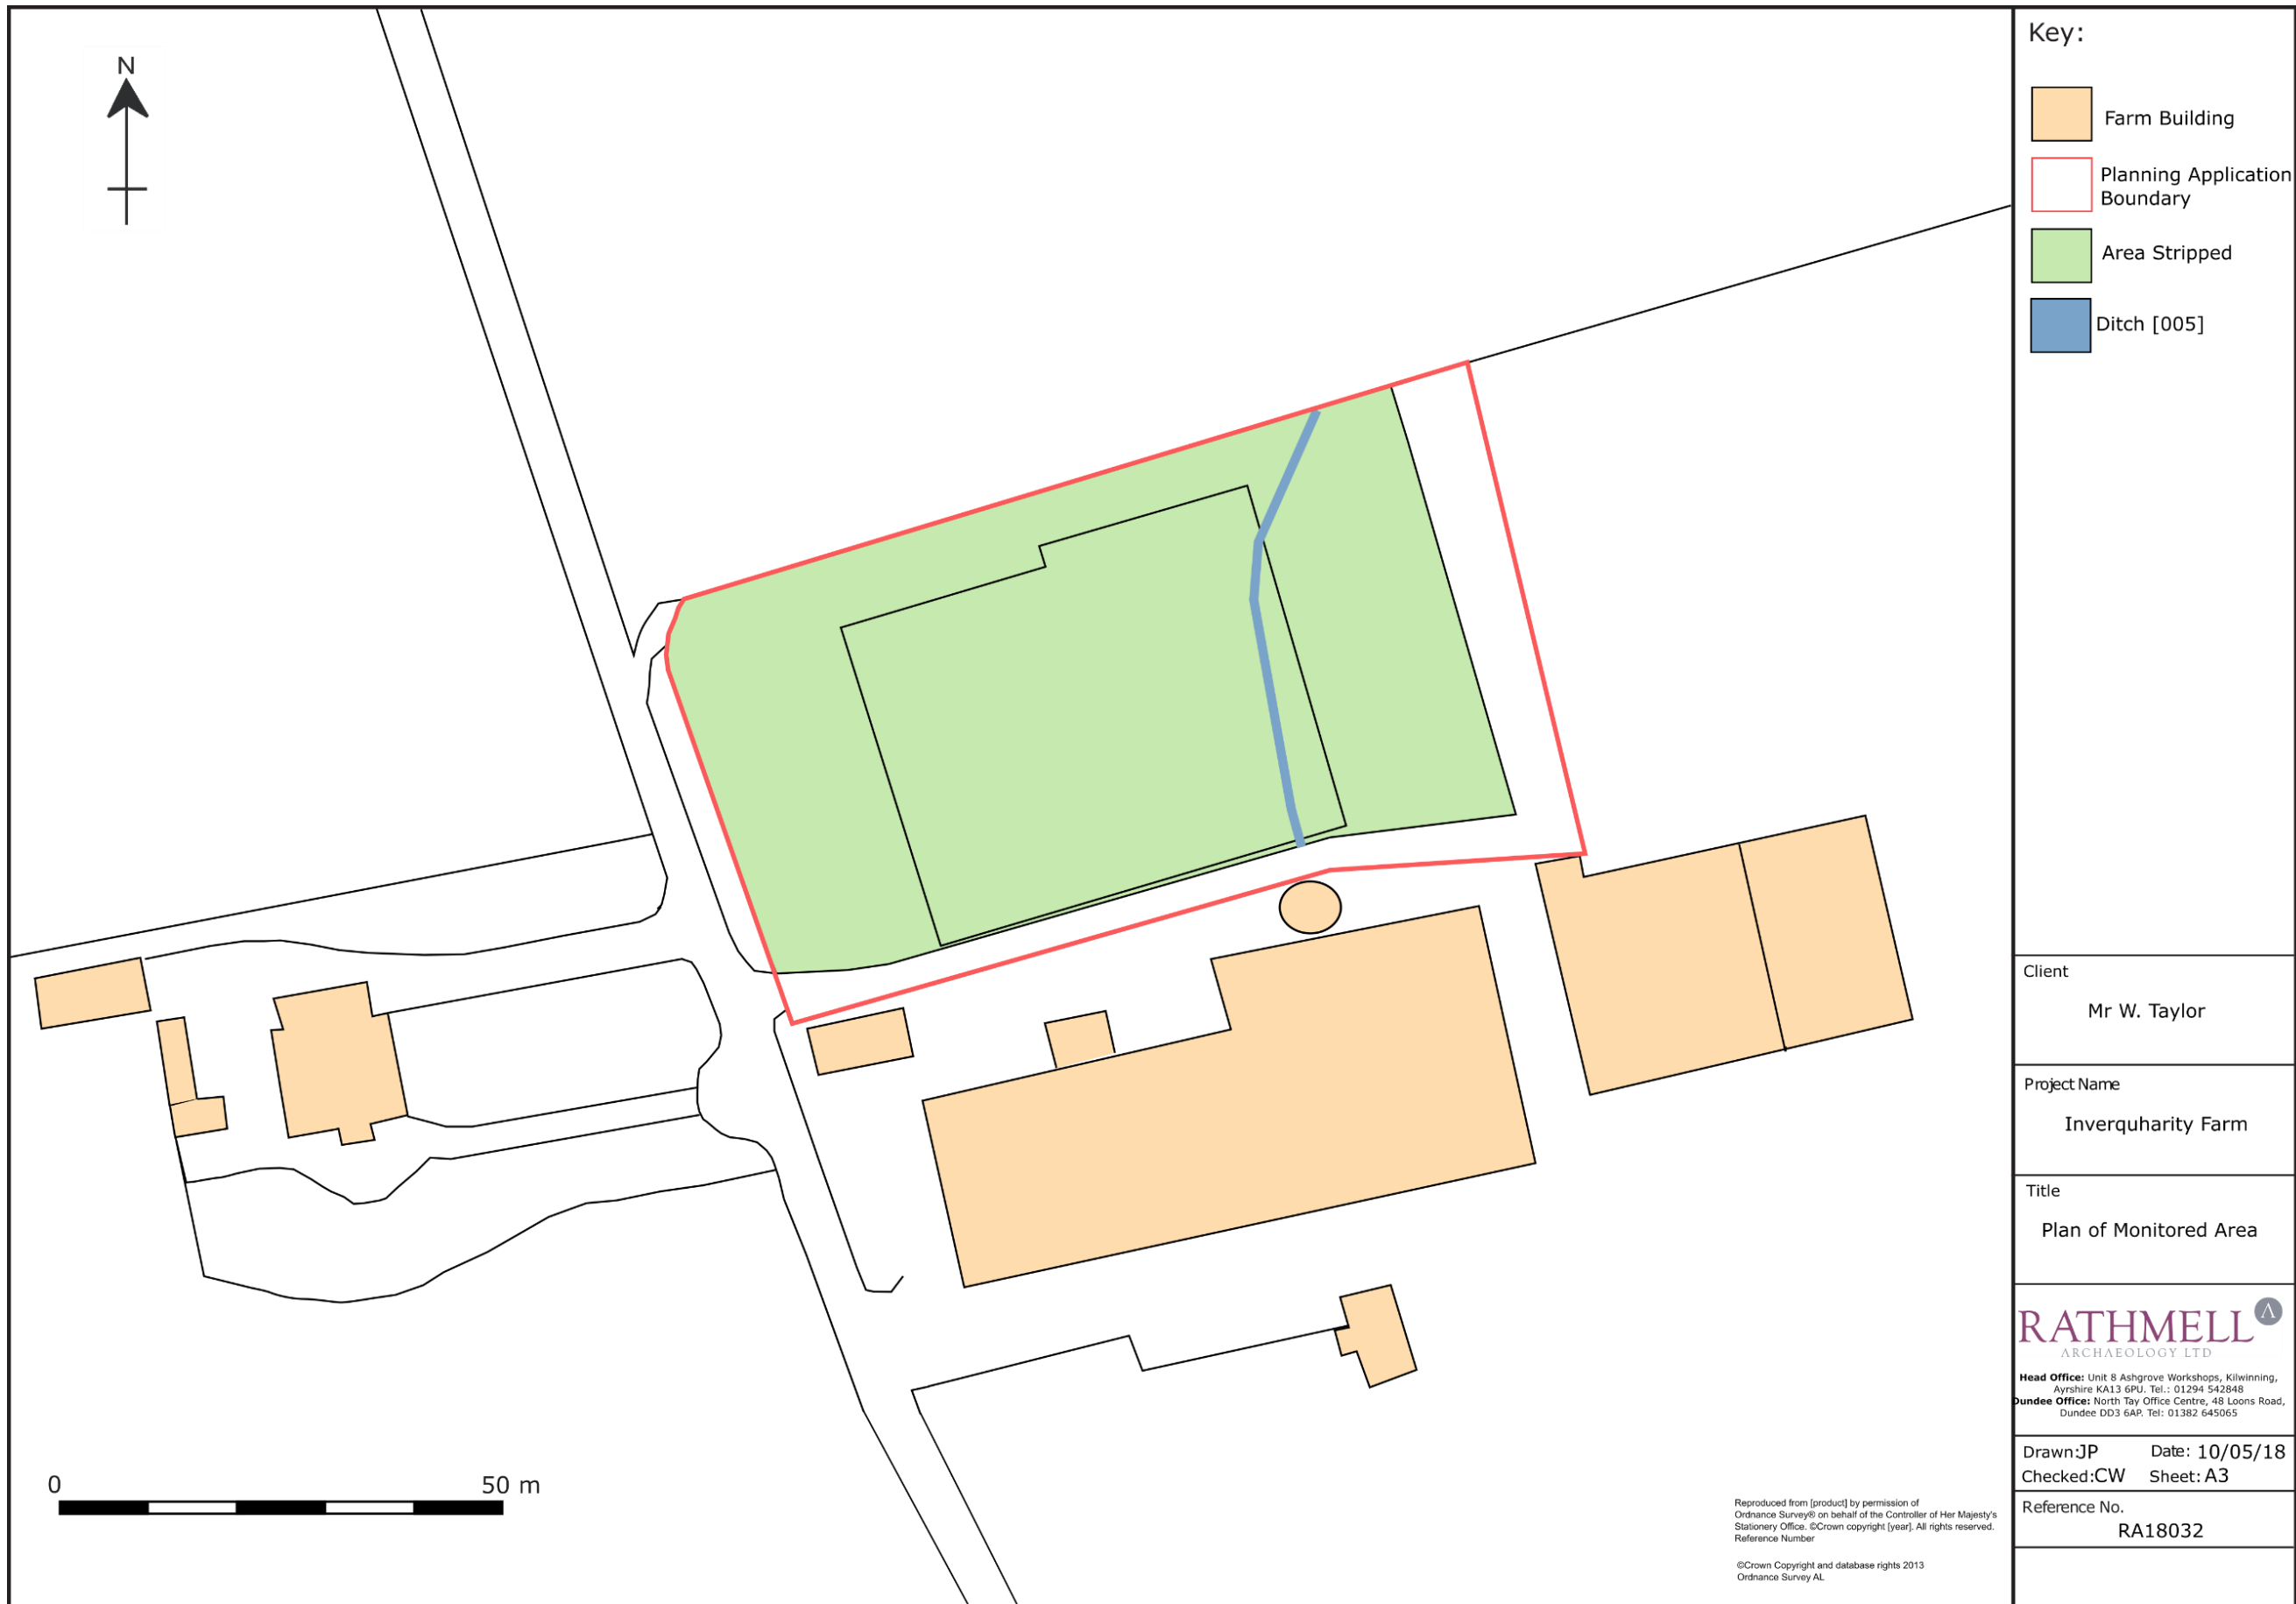 N
0
50 m
Reproduced from [product] by permission of
Ordnance Survey® on behalf of the Controller of Her Majesty's
Stationery Office. ©Crown copyright [year]. All rights reserved.
Reference Number
©Crown Copyright and database rights 2013
Ordnance Survey AL
Key:
Farm Building
Planning Application
Boundary
Area Stripped
Ditch [005]
Client
Mr W. Taylor
Project Name
Inverquharity Farm
Title
Plan of Monitored Area
RATHMELL Λ
ARCHAEOLOGY LTD
Head Office: Unit 8 Ashgrove Workshops, Kilwinning,
Ayrshire KA13 6PU. Tel.: 01294 542848
Dundee Office: North Tay Office Centre, 48 Loons Road,
Dundee DD3 6AP. Tel: 01382 645065
Drawn:JP Date: 10/05/18
Checked:CW Sheet: A3
Reference No.
RA18032